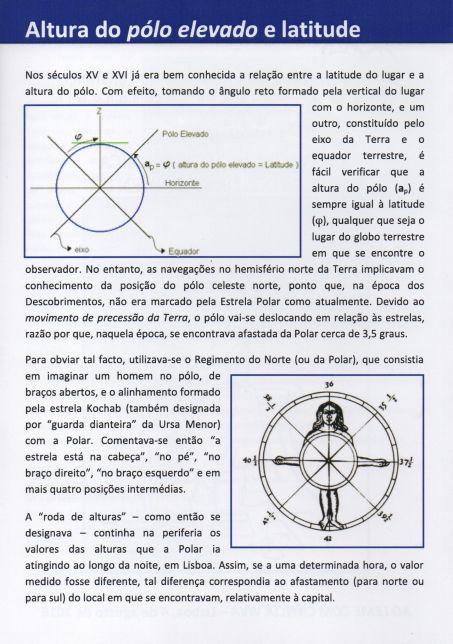 Altura do pólo elevado e latitude
Nos séculos XV e XVI já era bem conhecida a relação entre a latitude do lugar e a
altura do pólo. Com efeito, tomando o ângulo reto formado pela vertical do lugar
com o horizonte, e um
outro, constituído pelo
eixo da Terra e o
equador terrestre, é
fácil verificar que a
altura do pólo (ap) é
sempre igual à latitude
(φ), qualquer que seja o
lugar do globo terrestre
em que se encontre o
Z
φ
Pólo Elevado
ap = φ ( altura do pólo elevado = Latitude )
Horizonte
eixo
Equador
observador. No entanto, as navegações no hemisfério norte da Terra implicavam o
conhecimento da posição do pólo celeste norte, ponto que, na época dos
Descobrimentos, não era marcado pela Estrela Polar como atualmente. Devido ao
movimento de precessão da Terra, o pólo vai-se deslocando em relação às estrelas,
razão por que, naquela época, se encontrava afastada da Polar cerca de 3,5 graus.
Para obviar tal facto, utilizava-se o Regimento do Norte (ou da Polar), que consistia
em imaginar um homem no pólo, de
braços abertos, e o alinhamento formado
pela estrela Kochab (também designada
por "guarda dianteira" da Ursa Menor)
com a Polar. Comentava-se então "a
estrela está na cabeça", "no pé", "no
braço direito", "no braço esquerdo" e em
mais quatro posições intermédias.
36
40 ½
37 ½
42
A "roda de alturas" – como então se
designava – continha na periferia os
valores das alturas que a Polar ia
atingindo ao longo da noite, em Lisboa. Assim, se a uma determinada hora, o valor
medido fosse diferente, tal diferença correspondia ao afastamento (para norte ou
para sul) do local em que se encontravam, relativamente à capital.